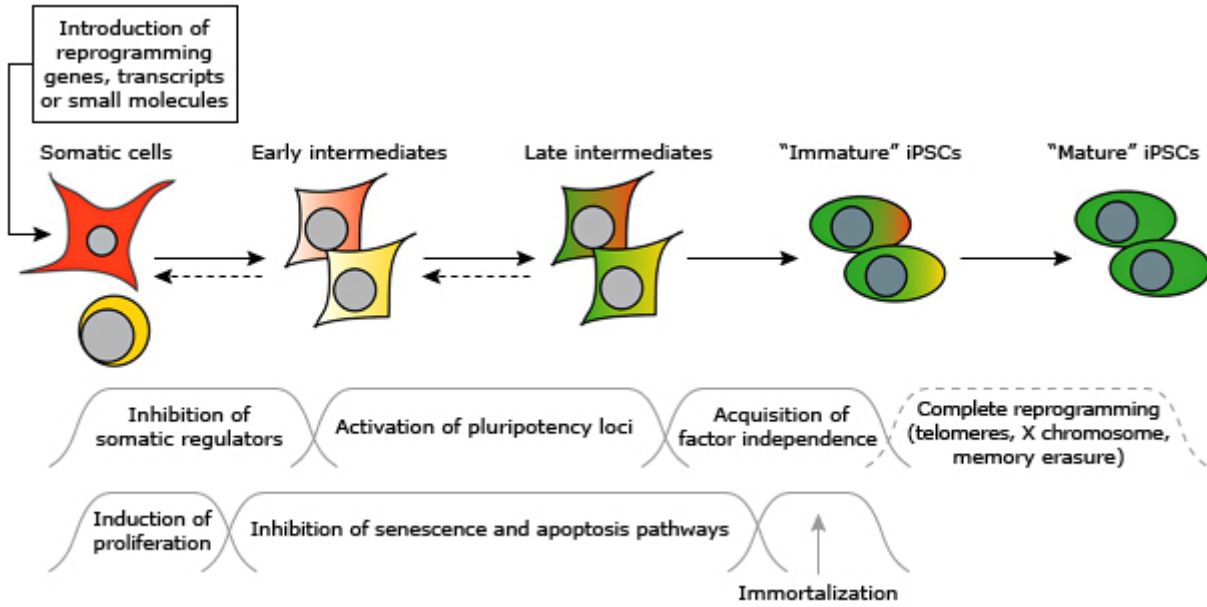 Introduction of
reprogramming
genes, transcripts
or small molecules
Somatic cells
Early intermediates
Late intermediates
“Immature” iPSCs
“Mature” iPSCs
Inhibition of
somatic regulators
Activation of pluripotency loci
Acquisition of
factor independence
Complete reprogramming
(telomeres, X chromosome,
memory erasure)
Induction of
proliferation
Inhibition of senescence and apoptosis pathways
Immortalization